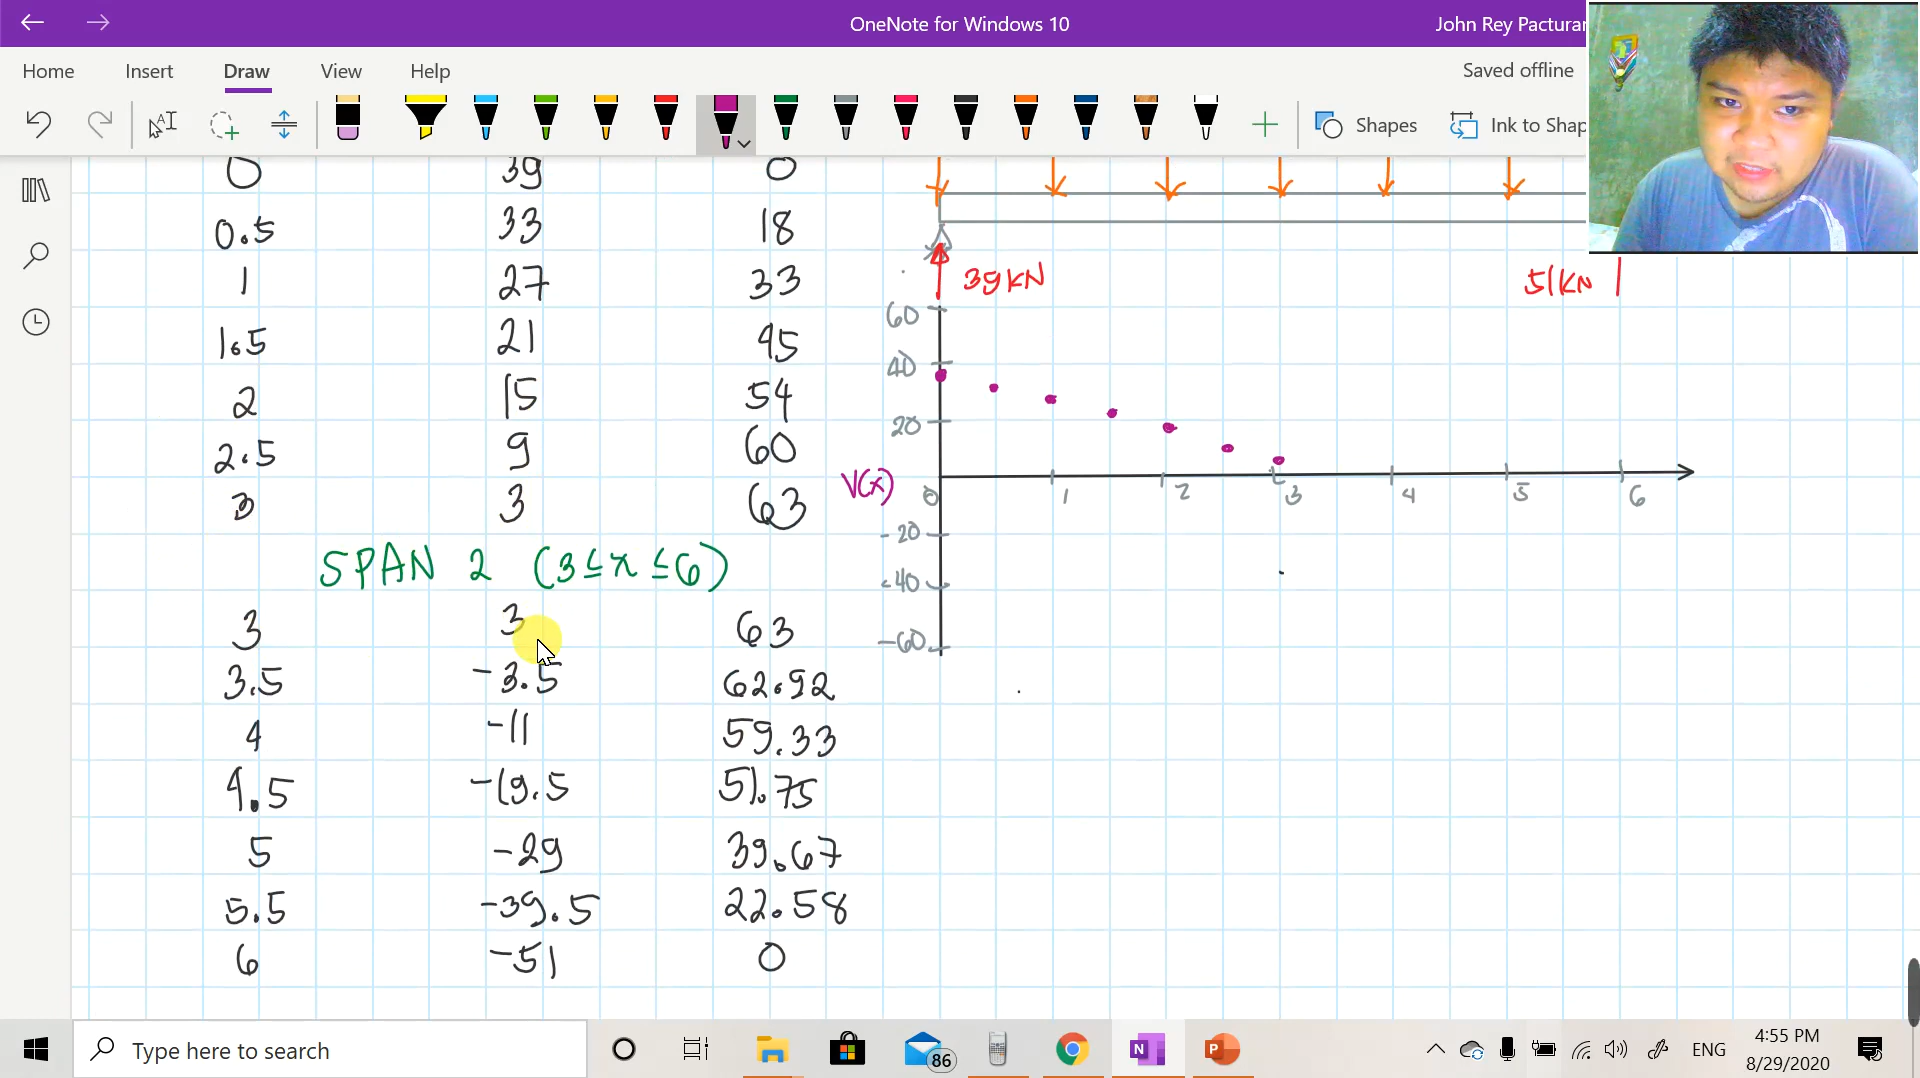 OneNote for Windows 10
John Rey Pactura
Home Insert Draw View Help
Saved offline
Shapes
Ink to Shap
0 39 0
0.5 33 18
1 27 33
1.5 21 45
2 15 54
2.5 9 60
3 3 63
SPAN 2 (3≤x≤6)
3 3 63
3.5 -3.5 62.92
4 -11 59.33
4.5 -19.5 51.75
5 -29 39.67
5.5 -39.5 22.58
6 -51 0
39kN
51kN
60
40
20
V(x)
0 1 2 3 4 5 6
-20
-40
-60
Type here to search
86
N
P
ENG
4:55 PM
8/29/2020